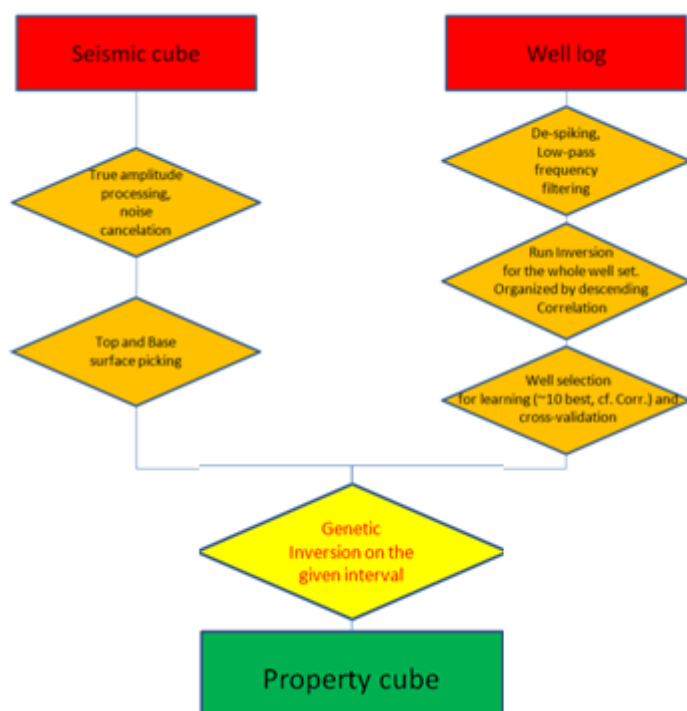 Seismic cube
Well log
True amplitude
processing,
noise
cancelation
De-spiking,
Low-pass
frequency
filtering
Run Inversion
for the whole well set.
Organized by descending
Correlation
Top and Base
surface picking
Well selection
for learning (~10 best, cf. Corr.) and
cross-validation
Genetic
Inversion on the
given interval
Property cube